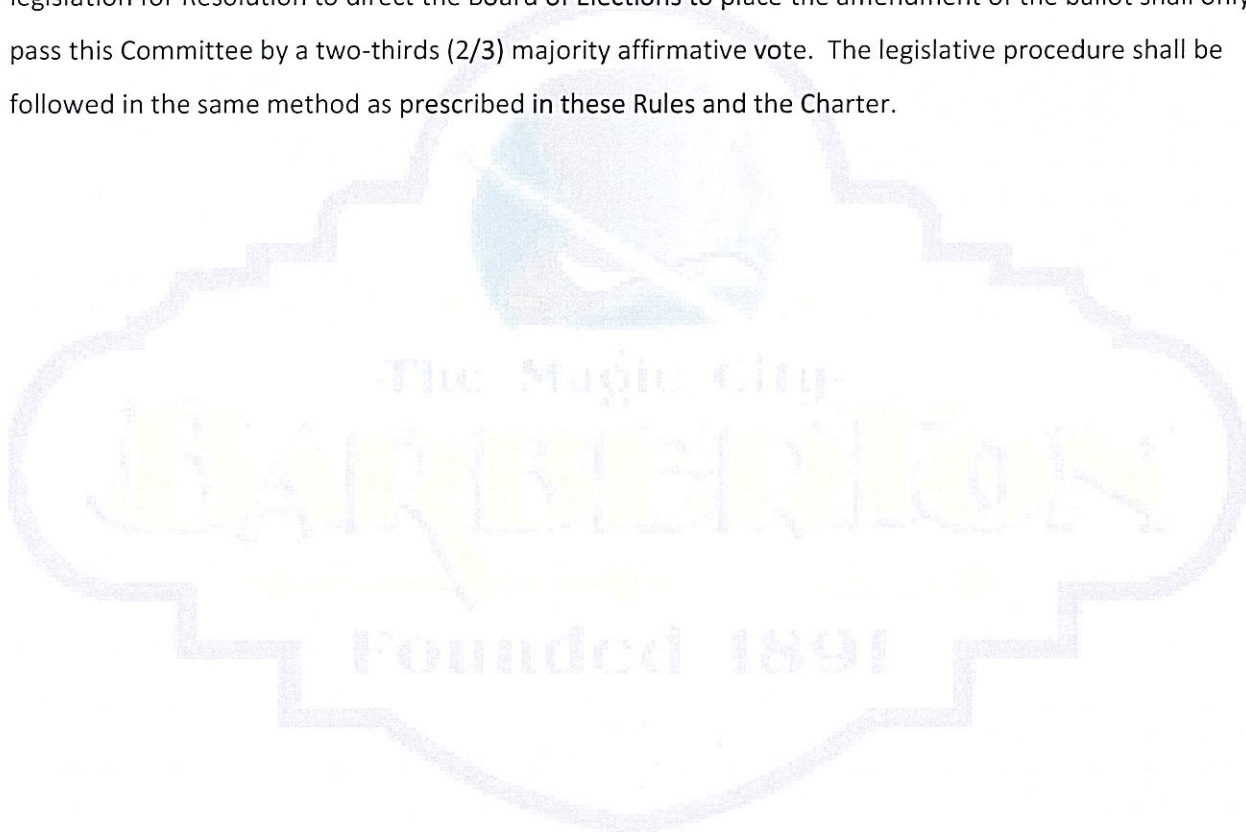 legislation for Resolution to direct the Board of Elections to place the amendment of the ballot shall only
pass this Committee by a two-thirds (2/3) majority affirmative vote.  The legislative procedure shall be
followed in the same method as prescribed in these Rules and the Charter.
The Magic City
BARBERTON
Founded 1891